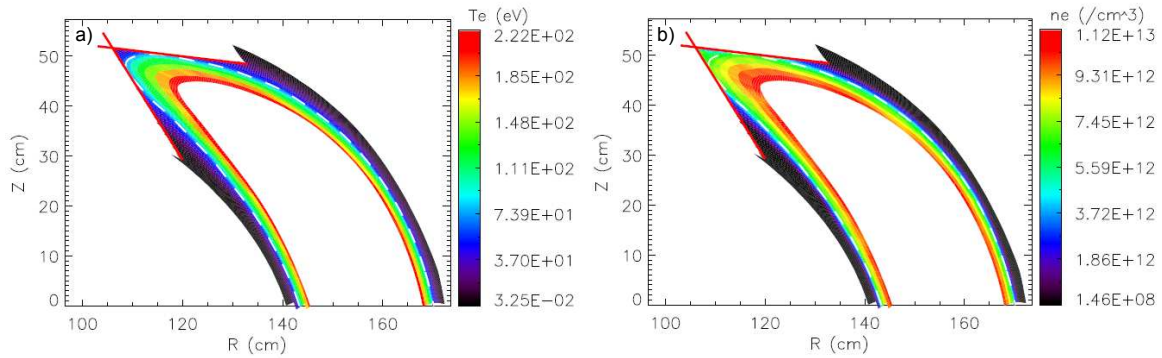 a)
Te (eV)
2.22E+02
1.85E+02
1.48E+02
1.11E+02
7.39E+01
3.70E+01
3.25E-02
50
40
30
20
10
0
Z (cm)
100 120 140 160
R (cm)
b)
ne (/cm^3)
1.12E+13
9.31E+12
7.45E+12
5.59E+12
3.72E+12
1.86E+12
1.46E+08
50
40
30
20
10
0
Z (cm)
100 120 140 160
R (cm)